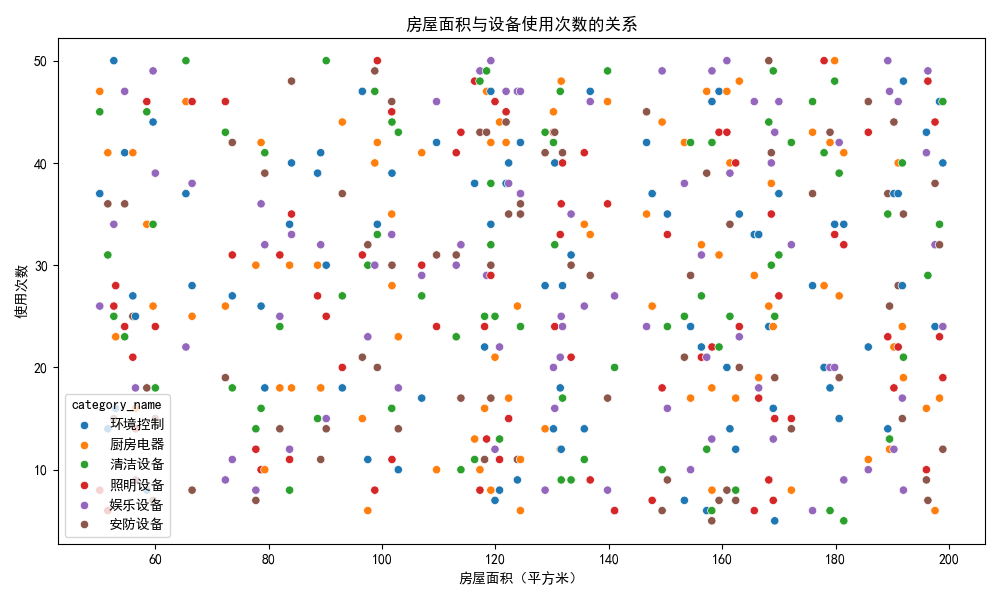 房屋面积与设备使用次数的关系
使用次数
50
40
30
20
10
category_name
环境控制
厨房电器
清洁设备
照明设备
娱乐设备
安防设备
60 80 100 120 140 160 180 200
房屋面积（平方米）